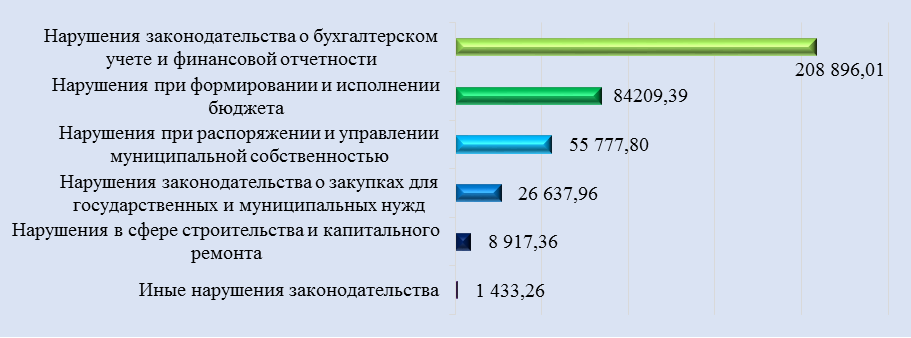 Нарушения законодательства о бухгалтерском
учете и финансовой отчетности
208 896,01
Нарушения при формировании и исполнении
бюджета
84209,39
Нарушения при распоряжении и управлении
муниципальной собственностью
55 777,80
Нарушения законодательства о закупках для
государственных и муниципальных нужд
26 637,96
Нарушения в сфере строительства и капитального
ремонта
8 917,36
Иные нарушения законодательства
1 433,26